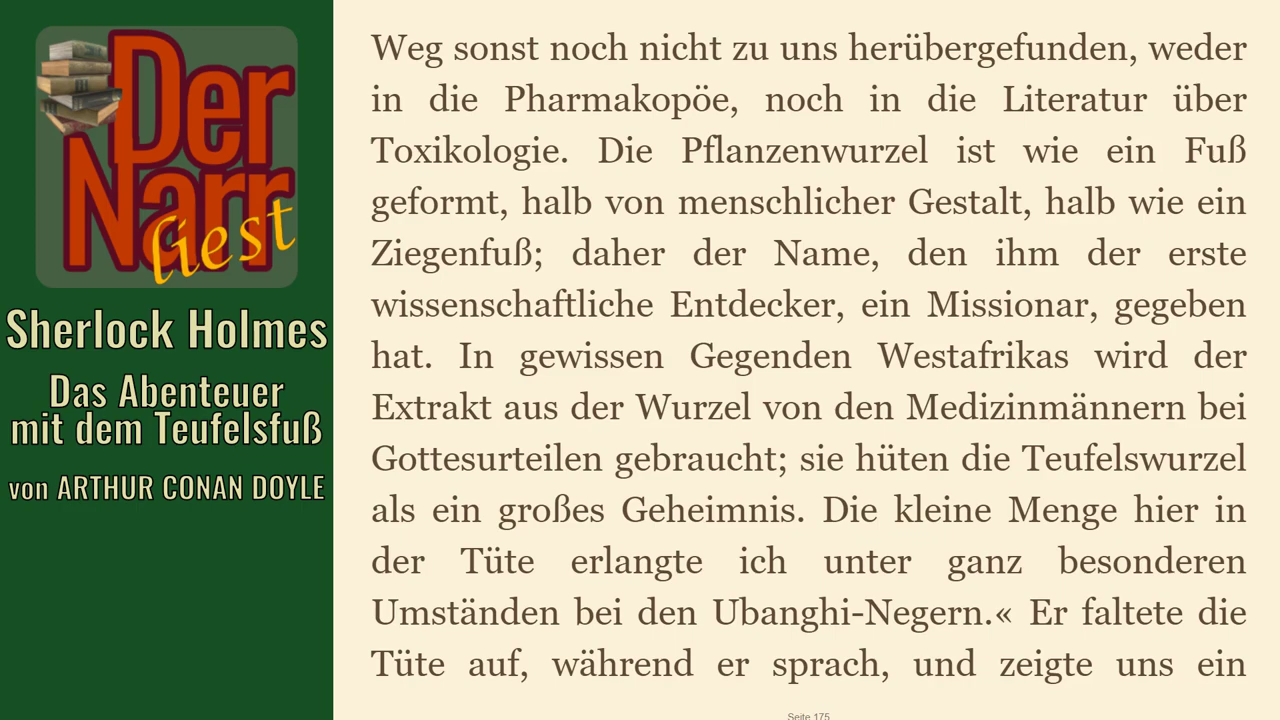 Der
Narr
liest
Sherlock Holmes
Das Abenteuer
mit dem Teufelsfuß
von ARTHUR CONAN DOYLE
Weg sonst noch nicht zu uns herübergefunden, weder
in die Pharmakopöe, noch in die Literatur über
Toxikologie. Die Pflanzenwurzel ist wie ein Fuß
geformt, halb von menschlicher Gestalt, halb wie ein
Ziegenfuß; daher der Name, den ihm der erste
wissenschaftliche Entdecker, ein Missionar, gegeben
hat. In gewissen Gegenden Westafrikas wird der
Extrakt aus der Wurzel von den Medizinmännern bei
Gottesurteilen gebraucht; sie hüten die Teufelswurzel
als ein großes Geheimnis. Die kleine Menge hier in
der Tüte erlangte ich unter ganz besonderen
Umständen bei den Ubanghi-Negern.« Er faltete die
Tüte auf, während er sprach, und zeigte uns ein
Seite 175